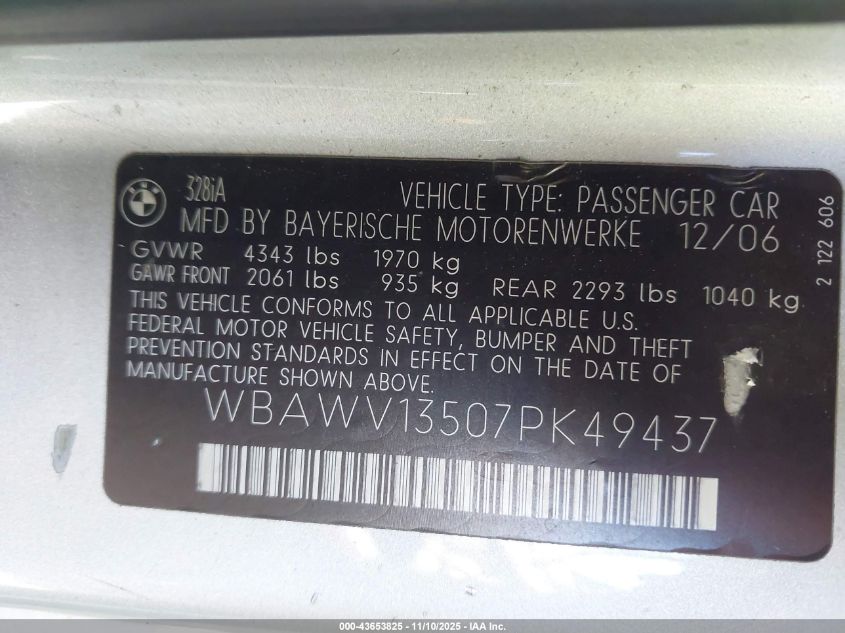 BMW
328iA
VEHICLE TYPE: PASSENGER CAR
MFD BY BAYERISCHE MOTORENWERKE 12/06
GVWR 4343 lbs 1970 kg
GAWR FRONT 2061 lbs 935 kg REAR 2293 lbs 1040 kg
THIS VEHICLE CONFORMS TO ALL APPLICABLE U.S.
FEDERAL MOTOR VEHICLE SAFETY, BUMPER AND THEFT
PREVENTION STANDARDS IN EFFECT ON THE DATE OF
MANUFACTURE SHOWN ABOVE.
WBAWV13507PK49437
2 122 606
000-43653825 - 11/10/2025 - IAA Inc.